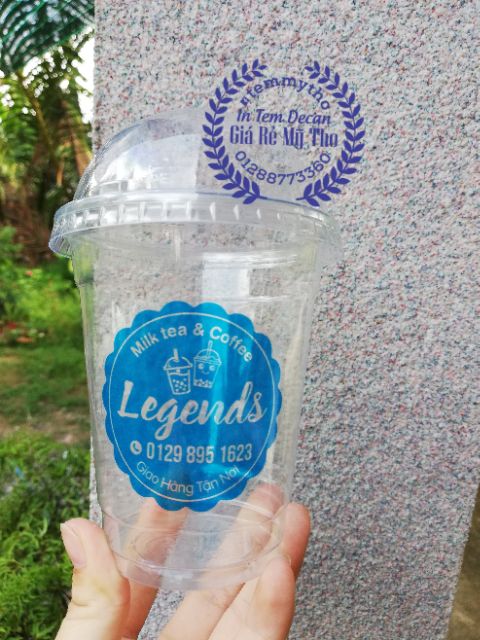 #temmytho
In Tem Decan
Giá Rẻ Mỹ Tho
01288773360
Milk tea & Coffee
Legends
0129 895 1623
Giao Hàng Tận Nơi